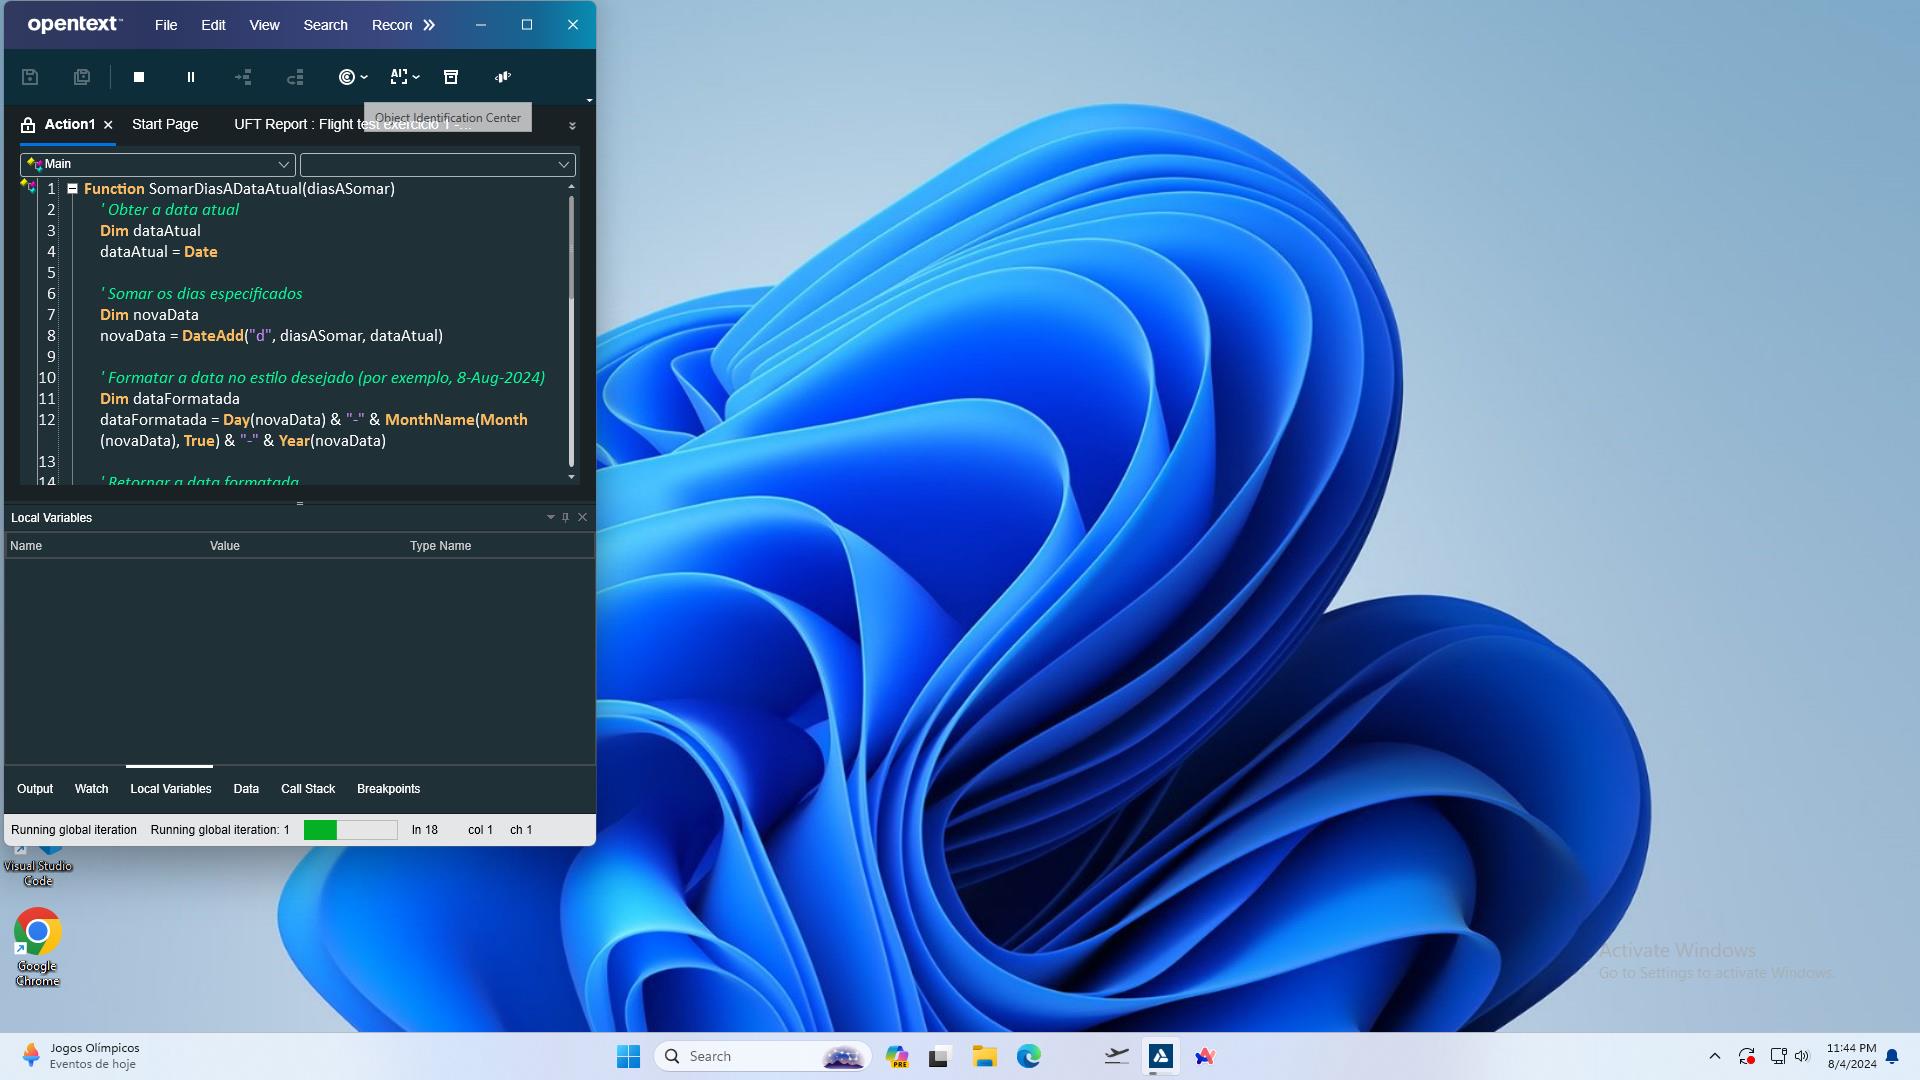 opentext™ File Edit View Search Recor
Object Identification Center
Action1 Start Page UFT Report : Flight test exercicio 1 -...
Main
1 Function SomarDiasADataAtual(diasASomar)
2 ' Obter a data atual
3 Dim dataAtual
4 dataAtual = Date
5
6 ' Somar os dias especificados
7 Dim novaData
8 novaData = DateAdd("d", diasASomar, dataAtual)
9
10 ' Formatar a data no estilo desejado (por exemplo, 8-Aug-2024)
11 Dim dataFormatada
12 dataFormatada = Day(novaData) & "-" & MonthName(Month
(novaData), True) & "-" & Year(novaData)
13
14 ' Retornar a data formatada
Local Variables
Name Value Type Name
Output Watch Local Variables Data Call Stack Breakpoints
Running global iteration Running global iteration: 1 ln 18 col 1 ch 1
Visual Studio
Code
Google
Chrome
Activate Windows
Go to Settings to activate Windows.
Jogos Olímpicos
Eventos de hoje
Search
PRE
11:44 PM
8/4/2024